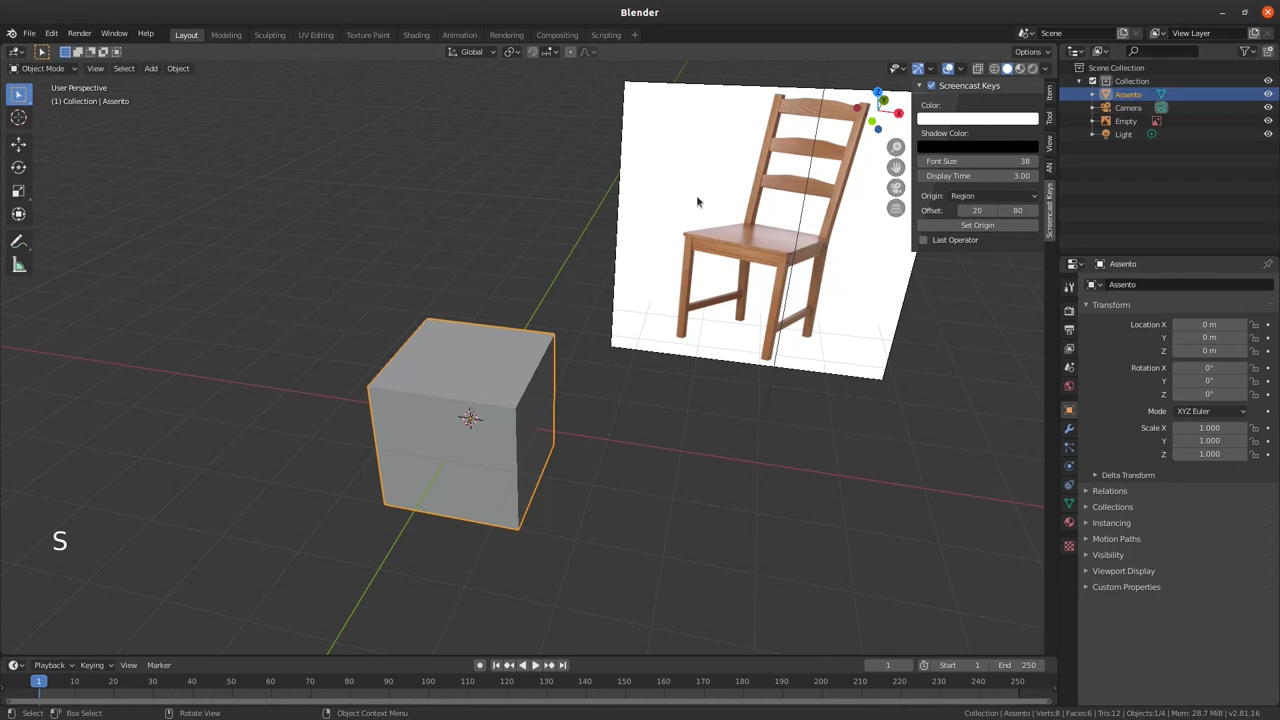 Blender
File Edit Render Window Help Layout Modeling Sculpting UV Editing Texture Paint Shading Animation Rendering Compositing Scripting + Scene View Layer
Global Options
Object Mode View Select Add Object
User Perspective
(1) Collection | Assento
Z
Y
X
Screencast Keys
Color:
Shadow Color:
Font Size 38
Display Time 3.00
Origin: Region
Offset: 20 80
Set Origin
Last Operator
Item
Tool
View
AN
Screencast Keys
Scene Collection
Collection
Assento
Camera
Empty
Light
Assento
Assento
Transform
Location X 0 m
Y 0 m
Z 0 m
Rotation X 0°
Y 0°
Z 0°
Mode XYZ Euler
Scale X 1.000
Y 1.000
Z 1.000
Delta Transform
Relations
Collections
Instancing
Motion Paths
Visibility
Viewport Display
Custom Properties
S
Playback Keying View Marker 1 Start 1 End 250
1 10 20 30 40 50 60 70 80 90 100 110 120 130 140 150 160 170 180 190 200 210 220 230 240 250
Select Box Select Rotate View Object Context Menu Collection | Assento | Verts:8 | Faces:6 | Tris:12 | Objects:1/4 | Mem: 28.7 MiB | v2.81.16